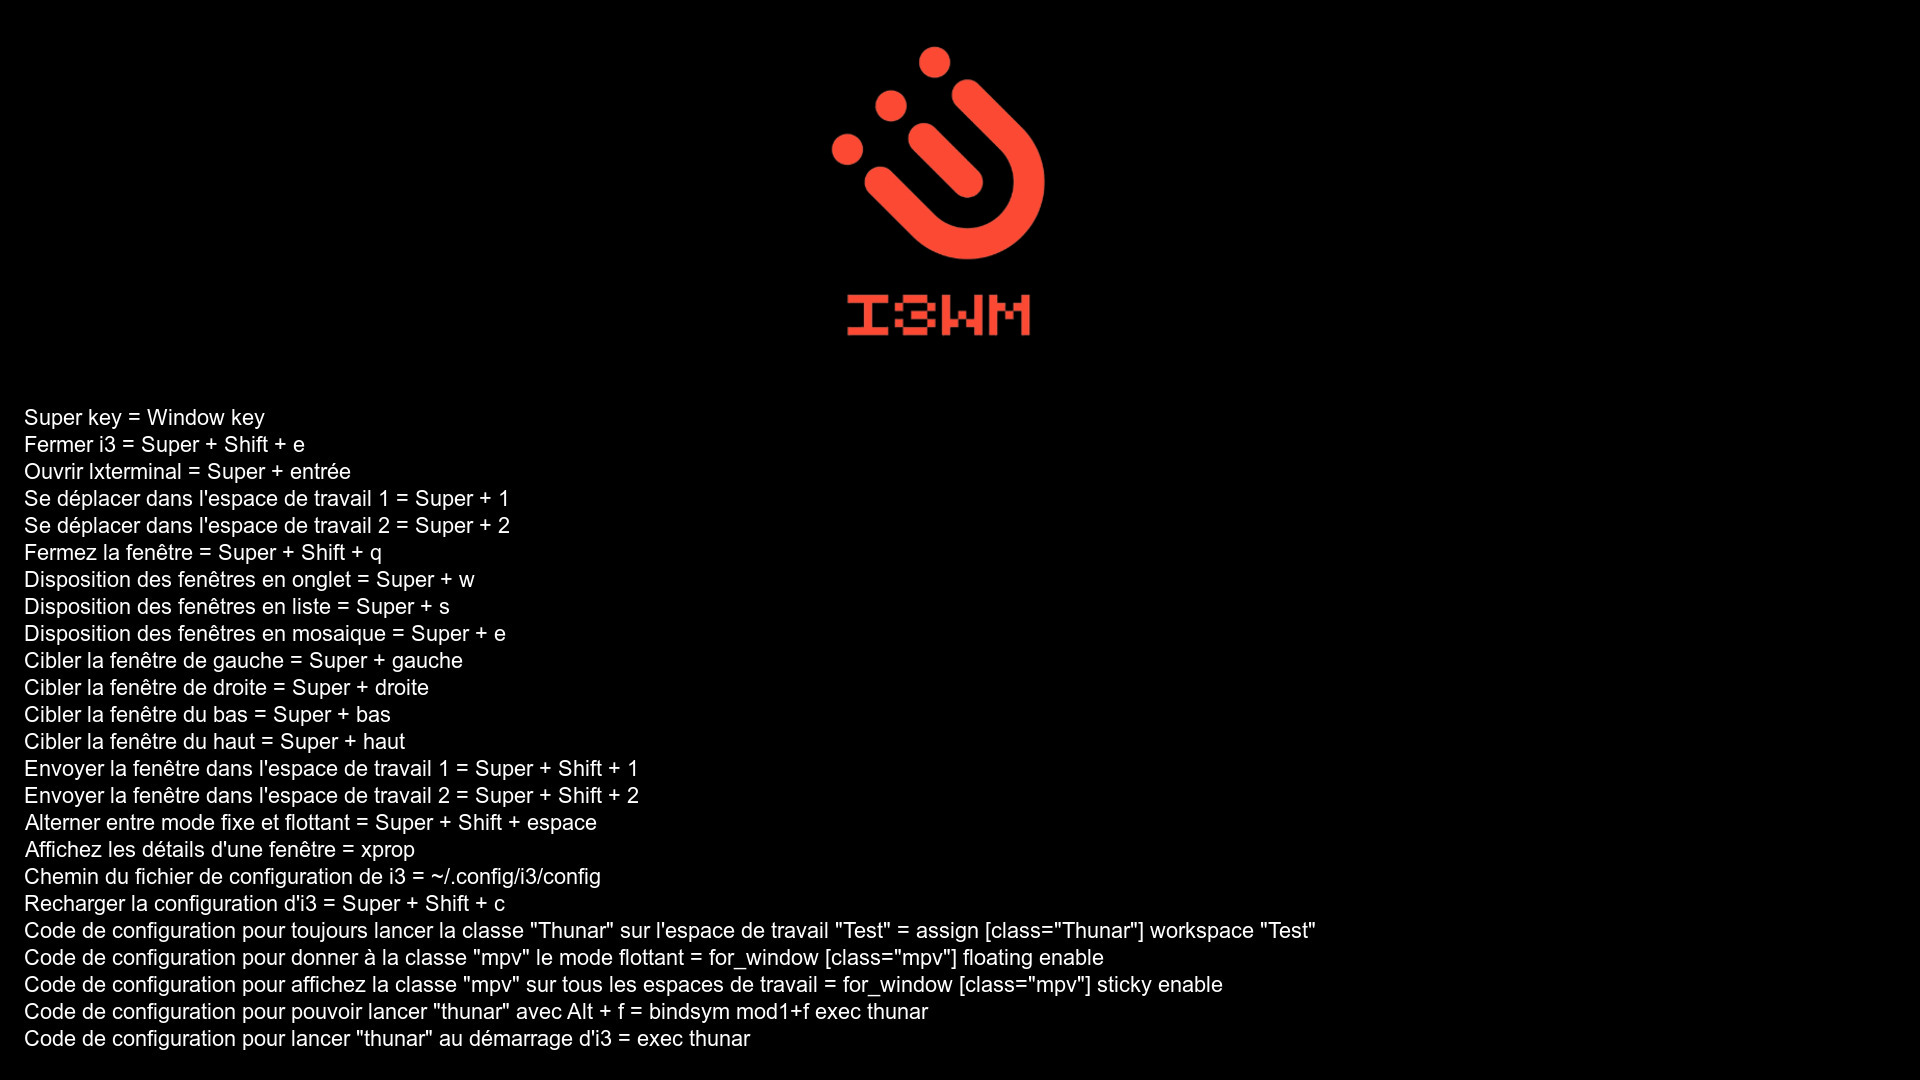 I3WM
Super key = Window key
Fermer i3 = Super + Shift + e
Ouvrir lxterminal = Super + entrée
Se déplacer dans l'espace de travail 1 = Super + 1
Se déplacer dans l'espace de travail 2 = Super + 2
Fermez la fenêtre = Super + Shift + q
Disposition des fenêtres en onglet = Super + w
Disposition des fenêtres en liste = Super + s
Disposition des fenêtres en mosaique = Super + e
Cibler la fenêtre de gauche = Super + gauche
Cibler la fenêtre de droite = Super + droite
Cibler la fenêtre du bas = Super + bas
Cibler la fenêtre du haut = Super + haut
Envoyer la fenêtre dans l'espace de travail 1 = Super + Shift + 1
Envoyer la fenêtre dans l'espace de travail 2 = Super + Shift + 2
Alterner entre mode fixe et flottant = Super + Shift + espace
Affichez les détails d'une fenêtre = xprop
Chemin du fichier de configuration de i3 = ~/.config/i3/config
Recharger la configuration d'i3 = Super + Shift + c
Code de configuration pour toujours lancer la classe "Thunar" sur l'espace de travail "Test" = assign [class="Thunar"] workspace "Test"
Code de configuration pour donner à la classe "mpv" le mode flottant = for_window [class="mpv"] floating enable
Code de configuration pour affichez la classe "mpv" sur tous les espaces de travail = for_window [class="mpv"] sticky enable
Code de configuration pour pouvoir lancer "thunar" avec Alt + f = bindsym mod1+f exec thunar
Code de configuration pour lancer "thunar" au démarrage d'i3 = exec thunar